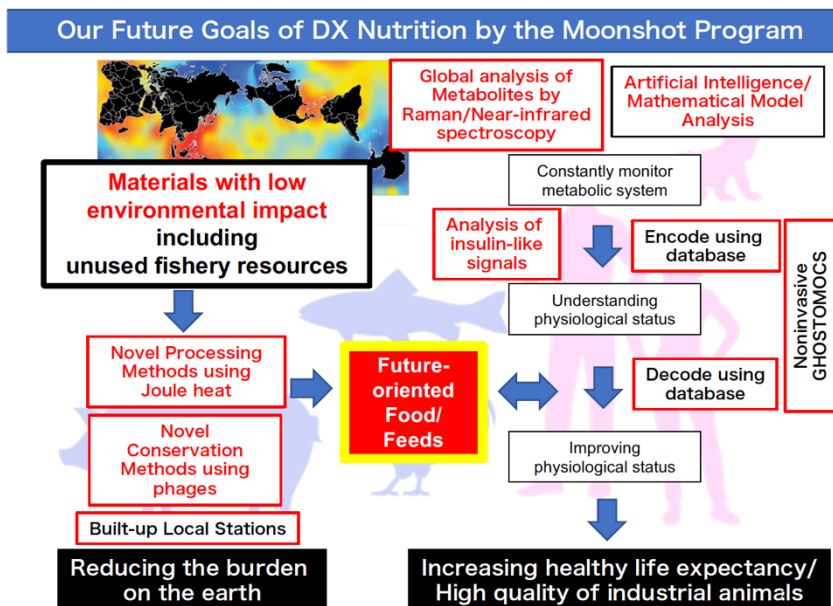 Our Future Goals of DX Nutrition by the Moonshot Program
Global analysis of
Metabolites by
Raman/Near-infrared
spectroscopy
Artificial Intelligence/
Mathematical Model
Analysis
Materials with low
environmental impact
including
unused fishery resources
Constantly monitor
metabolic system
Analysis of
insulin-like
signals
Encode using
database
Noninvasive
GHOSTOMOCS
Understanding
physiological status
Novel Processing
Methods using
Joule heat
Future-
oriented
Food/
Feeds
Decode using
database
Novel
Conservation
Methods using
phages
Improving
physiological status
Built-up Local Stations
Reducing the burden
on the earth
Increasing healthy life expectancy/
High quality of industrial animals